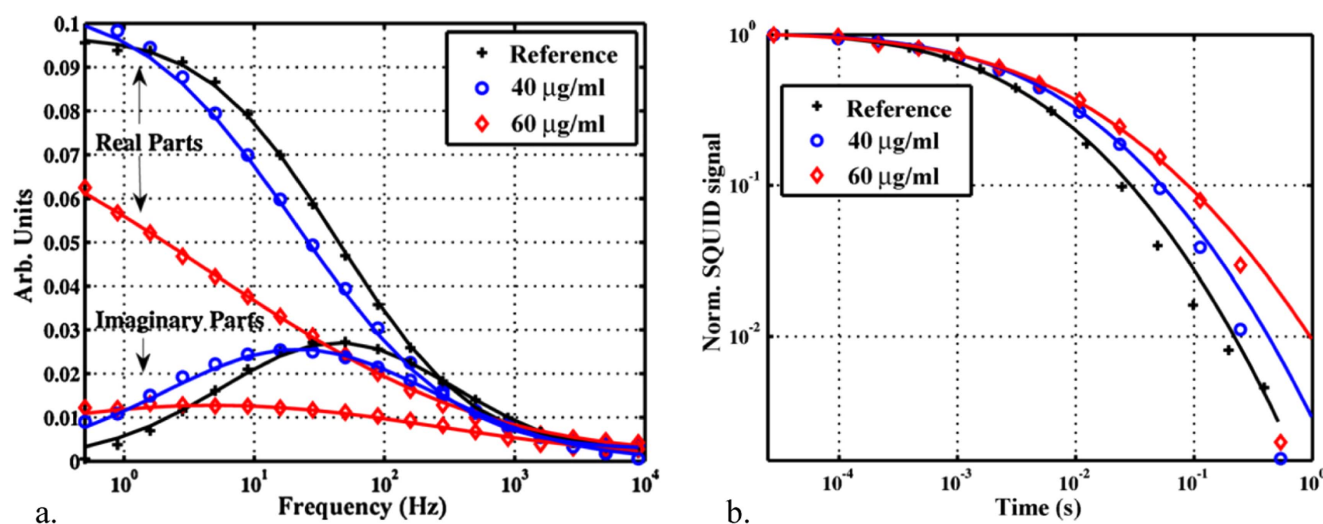 0.1
0.09
0.08
0.07
0.06
0.05
0.04
0.03
0.02
0.01
0
Arb. Units
Reference
40 μg/ml
60 μg/ml
Real Parts
Imaginary Parts
10^0 10^1 10^2 10^3 10^4
Frequency (Hz)
a.
10^0
10^-1
10^-2
Norm. SQUID signal
Reference
40 μg/ml
60 μg/ml
10^-4 10^-3 10^-2 10^-1 10^0
Time (s)
b.